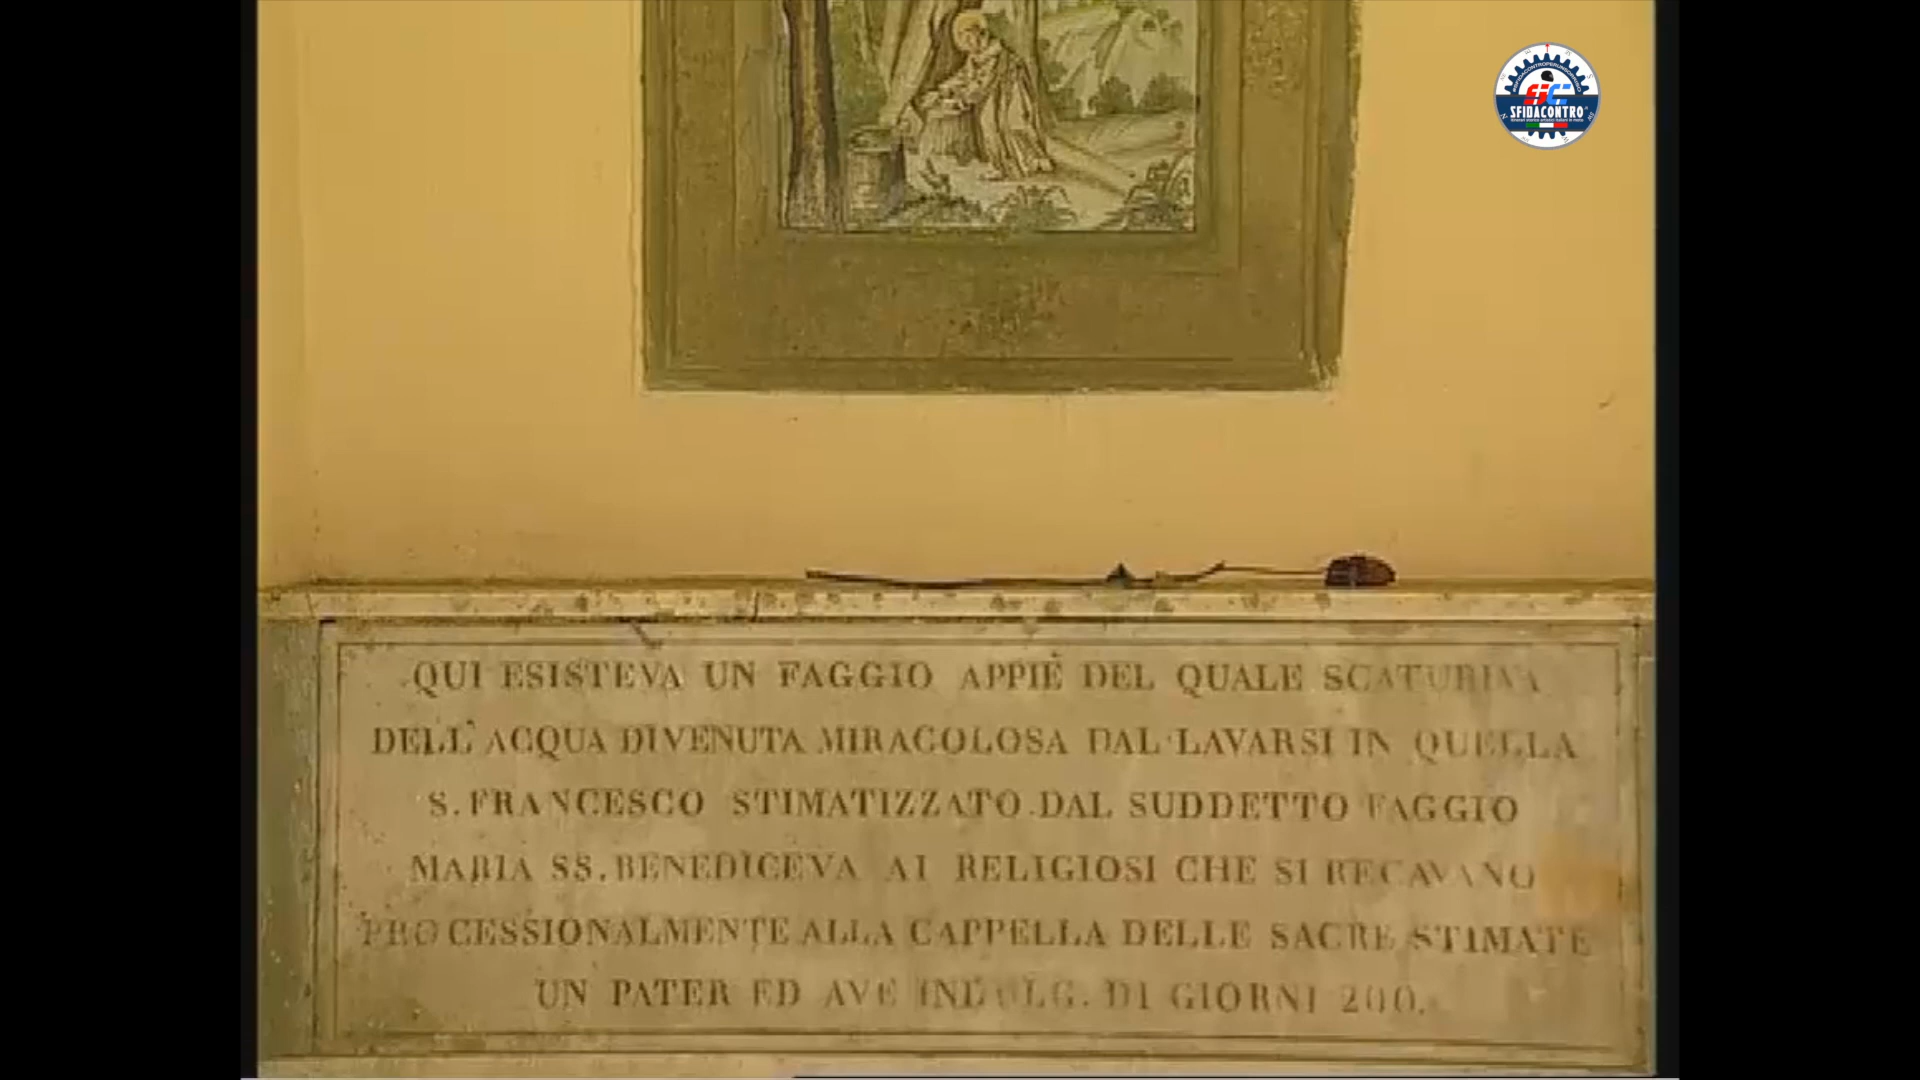 SFIDACONTRO
QUI ESISTEVA UN FAGGIO APPIÈ DEL QUALE SCATURIVA
DELL' ACQUA DIVENUTA MIRACOLOSA DAL LAVARSI IN QUELLA
S. FRANCESCO STIMATIZZATO. DAL SUDDETTO FAGGIO
MARIA SS. BENEDICEVA AI RELIGIOSI CHE SI RECAVANO
PROCESSIONALMENTE ALLA CAPPELLA DELLE SACRE STIMATE
UN PATER ED AVE INDULG. DI GIORNI 200.